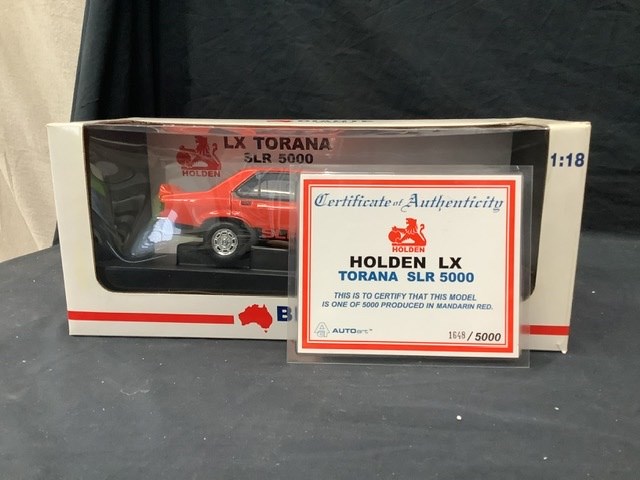 LX TORANA
SLR 5000
HOLDEN
1:18
Certificate of Authenticity
HOLDEN
HOLDEN LX
TORANA SLR 5000
THIS IS TO CERTIFY THAT THIS MODEL
IS ONE OF 5000 PRODUCED IN MANDARIN RED.
AUTOart™
1648 / 5000